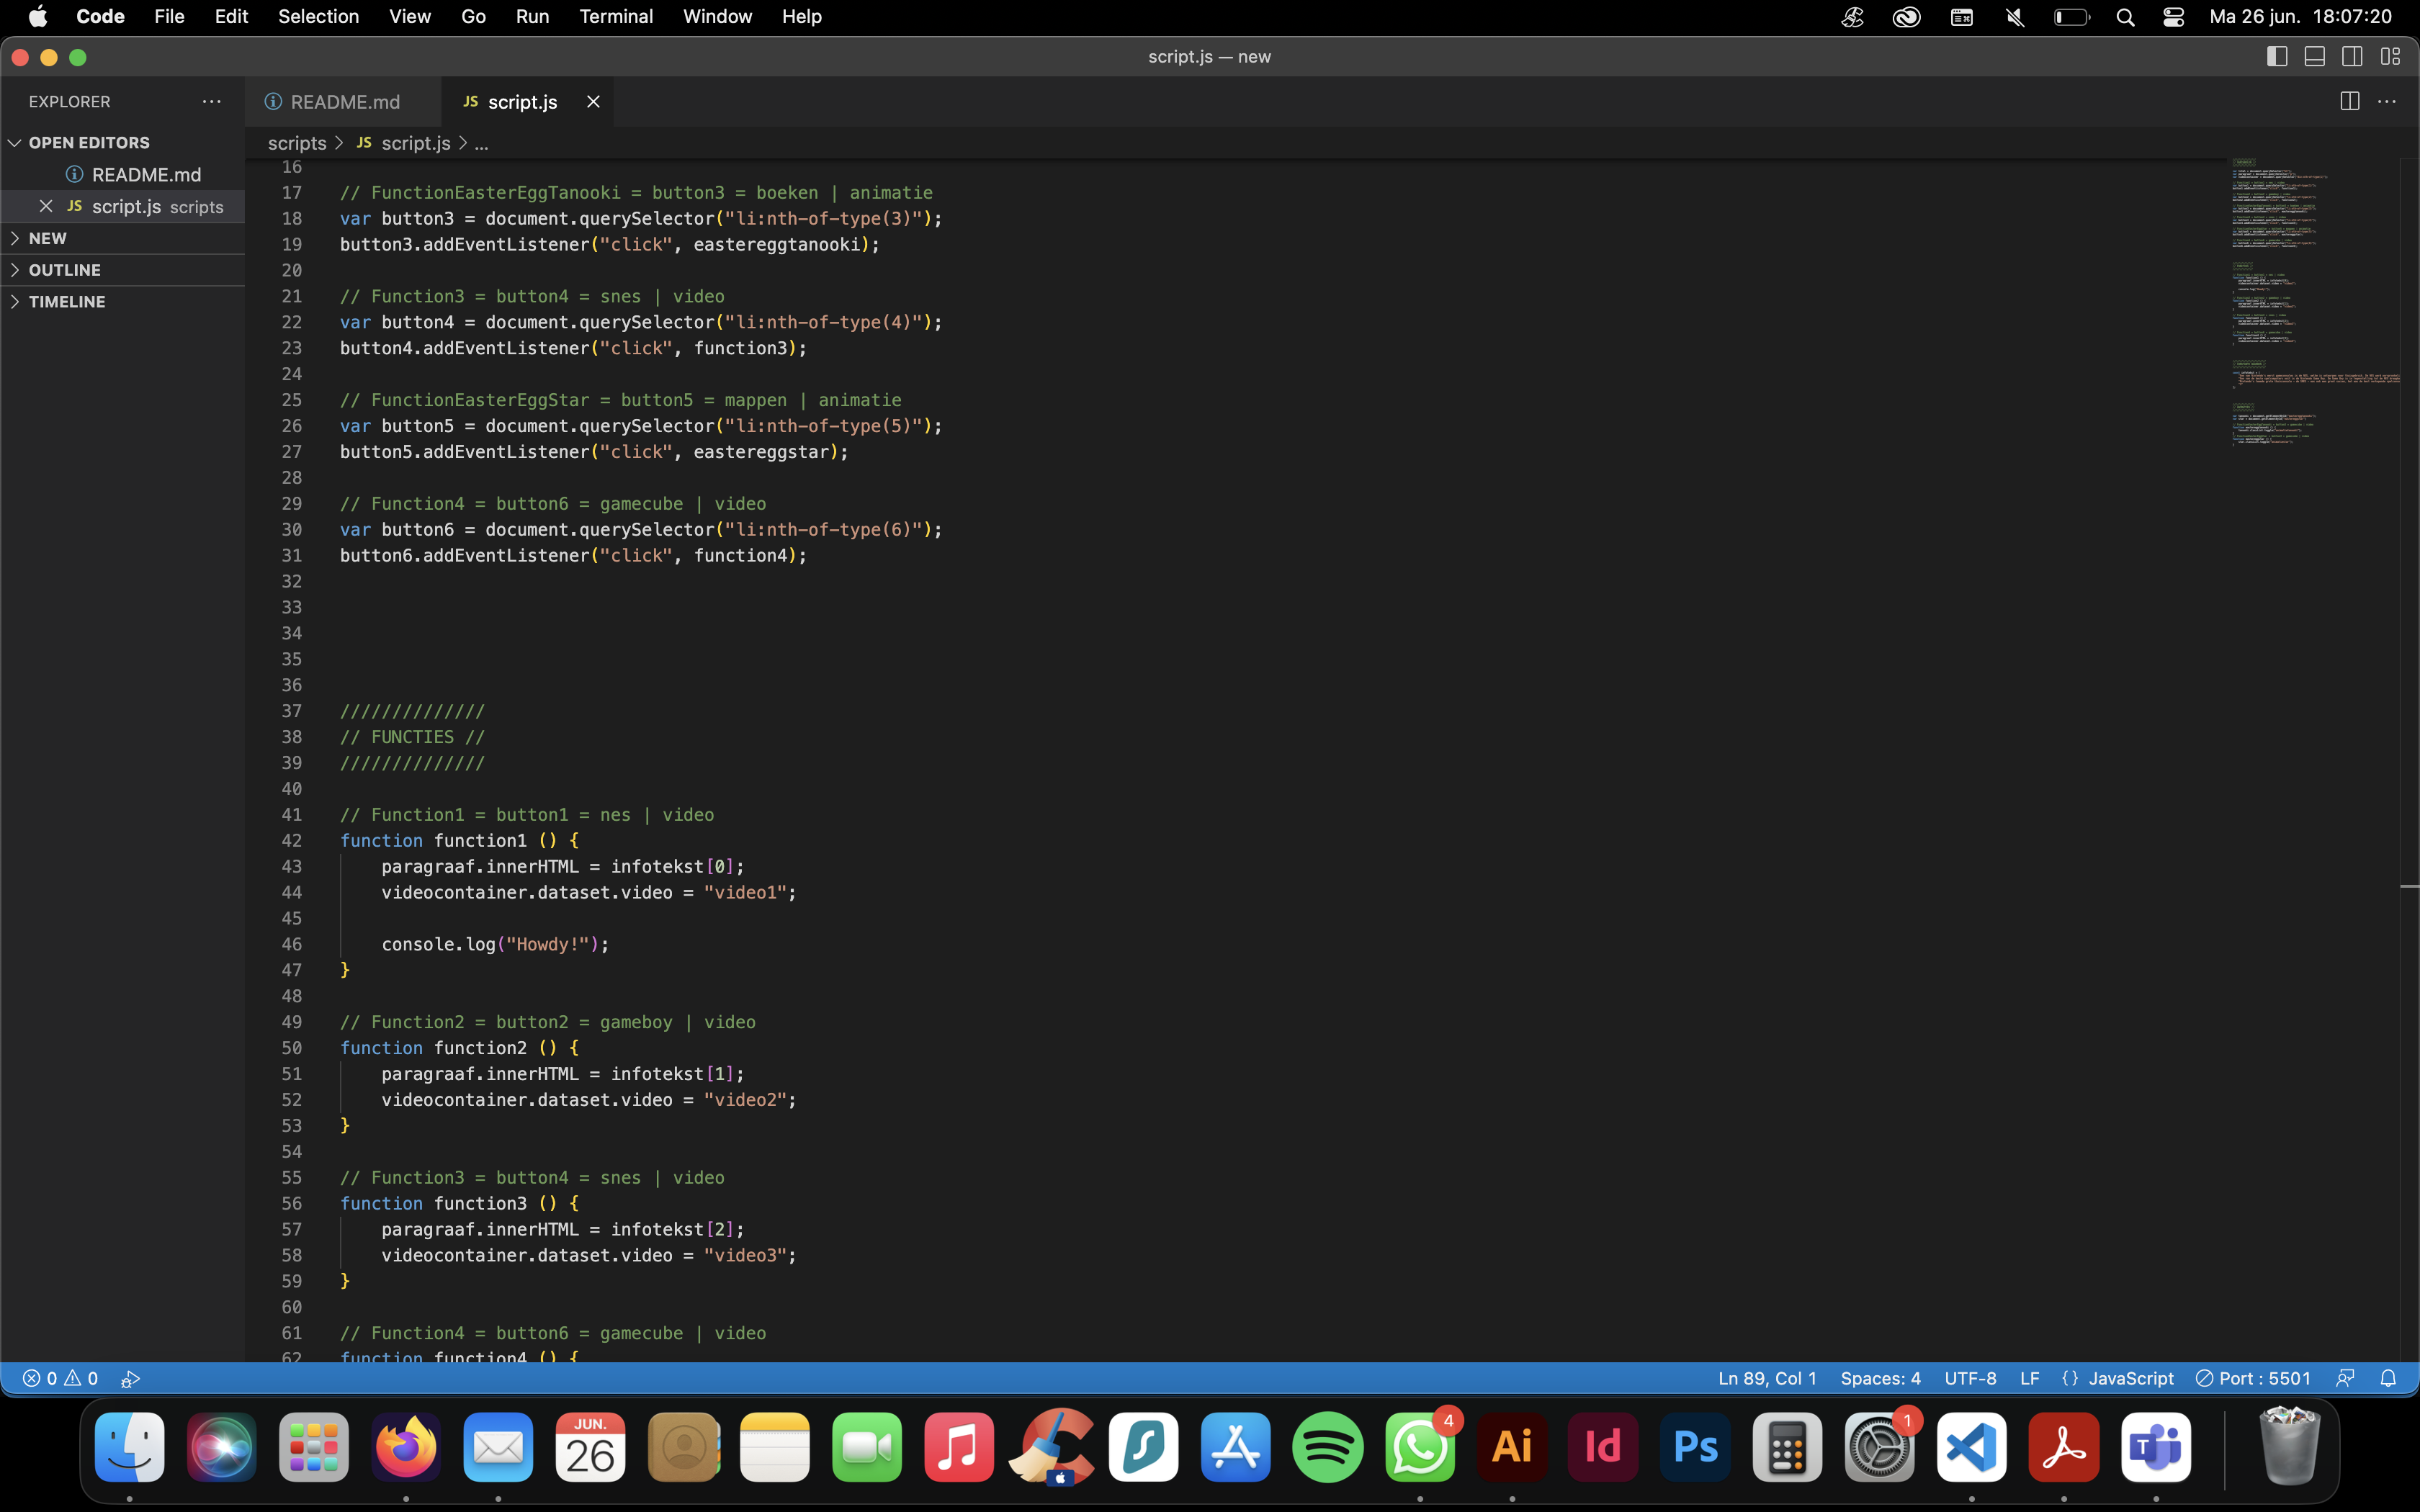 Code File Edit Selection View Go Run Terminal Window Help Ma 26 jun. 18:07:20
script.js — new
EXPLORER
README.md JS script.js
OPEN EDITORS
README.md
JS script.js scripts
NEW
OUTLINE
TIMELINE
scripts > JS script.js > ...
16
17 // FunctionEasterEggTanooki = button3 = boeken | animatie
18 var button3 = document.querySelector("li:nth-of-type(3)");
19 button3.addEventListener("click", eastereggtanooki);
20
21 // Function3 = button4 = snes | video
22 var button4 = document.querySelector("li:nth-of-type(4)");
23 button4.addEventListener("click", function3);
24
25 // FunctionEasterEggStar = button5 = mappen | animatie
26 var button5 = document.querySelector("li:nth-of-type(5)");
27 button5.addEventListener("click", eastereggstar);
28
29 // Function4 = button6 = gamecube | video
30 var button6 = document.querySelector("li:nth-of-type(6)");
31 button6.addEventListener("click", function4);
32
33
34
35
36
37 //////////////
38 // FUNCTIES //
39 //////////////
40
41 // Function1 = button1 = nes | video
42 function function1 () {
43 paragraaf.innerHTML = infotekst[0];
44 videocontainer.dataset.video = "video1";
45
46 console.log("Howdy!");
47 }
48
49 // Function2 = button2 = gameboy | video
50 function function2 () {
51 paragraaf.innerHTML = infotekst[1];
52 videocontainer.dataset.video = "video2";
53 }
54
55 // Function3 = button4 = snes | video
56 function function3 () {
57 paragraaf.innerHTML = infotekst[2];
58 videocontainer.dataset.video = "video3";
59 }
60
61 // Function4 = button6 = gamecube | video
62 function function4 () {
0 0 Ln 89, Col 1 Spaces: 4 UTF-8 LF {} JavaScript Port : 5501
JUN.
26
4
Ai
Id
Ps
1
T